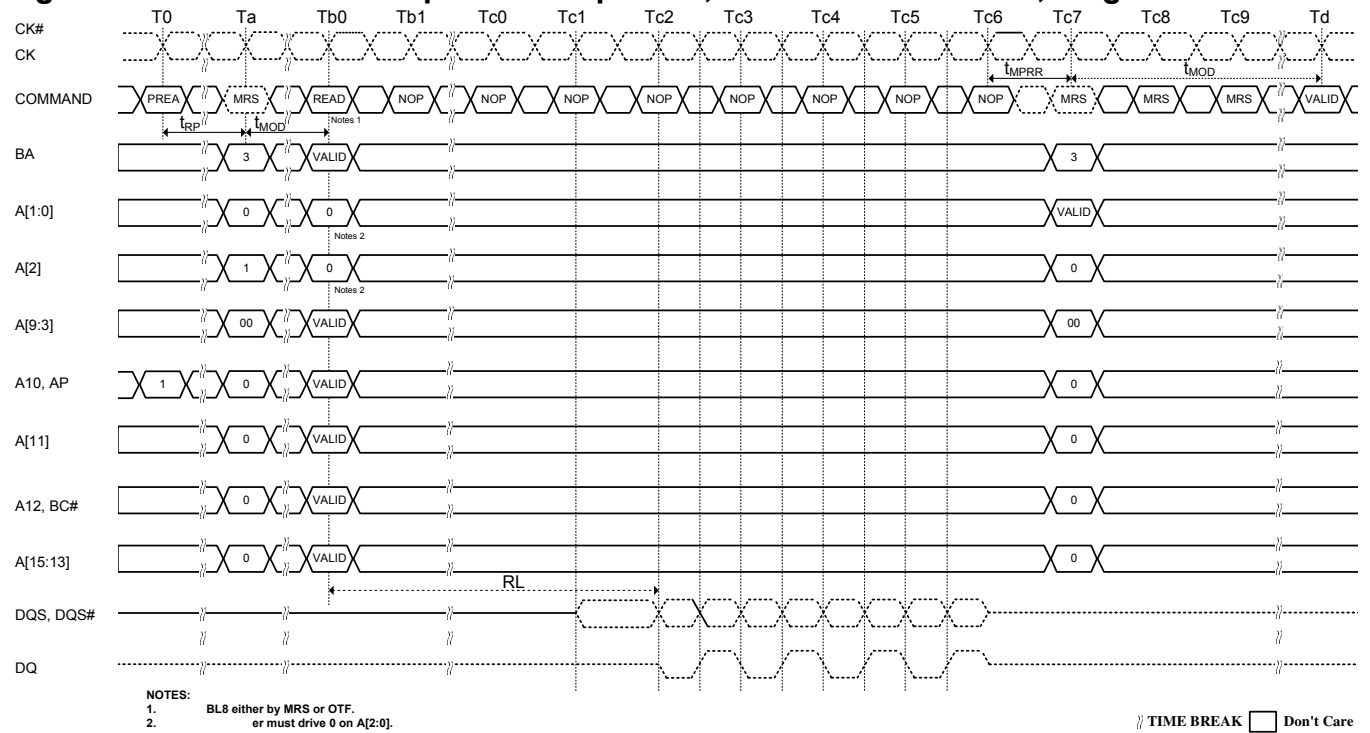 T0 Ta Tb0 Tb1 Tc0 Tc1 Tc2 Tc3 Tc4 Tc5 Tc6 Tc7 Tc8 Tc9 Td
CK#
CK
tMPRR tMOD
COMMAND PREA MRS READ NOP NOP NOP NOP NOP NOP NOP NOP MRS MRS MRS VALID
Notes 1
tRP tMOD
BA 3 VALID 3
A[1:0] 0 0 VALID
Notes 2
A[2] 1 0 0
Notes 2
A[9:3] 00 VALID 00
A10, AP 1 0 VALID 0
A[11] 0 VALID 0
A12, BC# 0 VALID 0
A[15:13] 0 VALID 0
RL
DQS, DQS#
DQ
NOTES:
1. BL8 either by MRS or OTF.
2. er must drive 0 on A[2:0].
TIME BREAK Don't Care